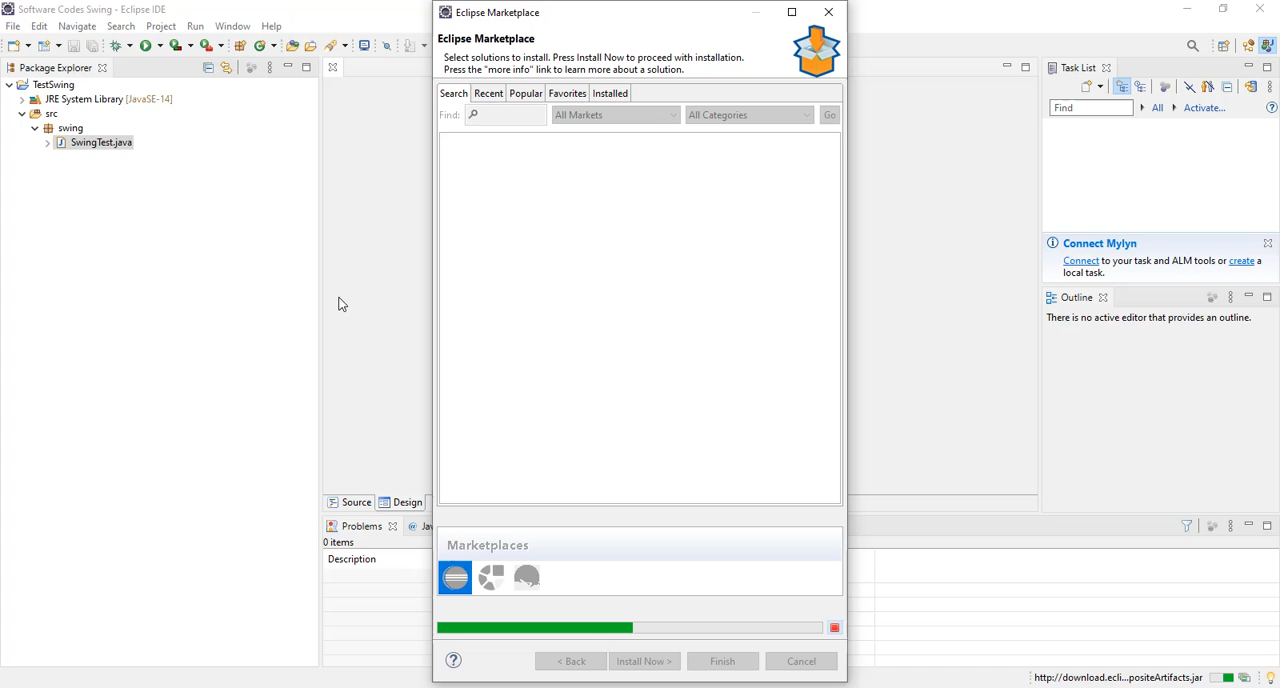 Software Codes Swing - Eclipse IDE
File Edit Navigate Search Project Run Window Help
Package Explorer
TestSwing
JRE System Library [JavaSE-14]
src
swing
SwingTest.java
Eclipse Marketplace
Eclipse Marketplace
Select solutions to install. Press Install Now to proceed with installation.
Press the "more info" link to learn more about a solution.
Search Recent Popular Favorites Installed
Find: All Markets All Categories Go
Marketplaces
< Back Install Now > Finish Cancel
Source Design
Problems
0 items
Description
Task List
Find All Activate...
Connect Mylyn
Connect to your task and ALM tools or create a
local task.
Outline
There is no active editor that provides an outline.
http://download.ecli...positeArtifacts.jar